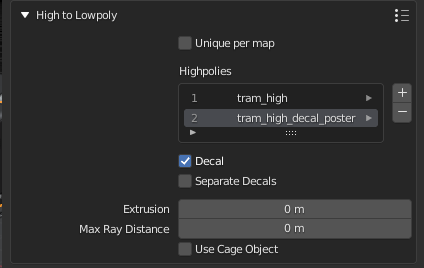 High to Lowpoly
Unique per map
Highpolies
1 tram_high
2 tram_high_decal_poster
Decal
Separate Decals
Extrusion 0 m
Max Ray Distance 0 m
Use Cage Object